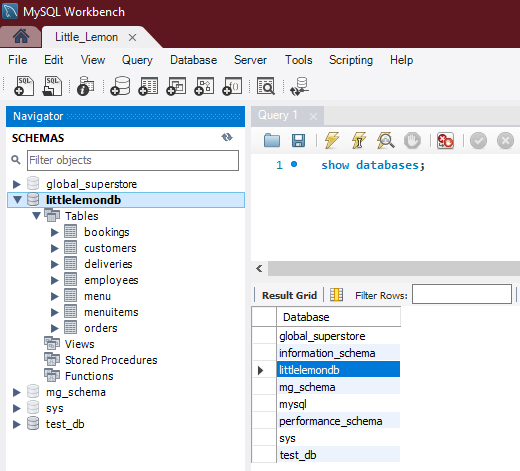 MySQL Workbench
Little_Lemon ×
File Edit View Query Database Server Tools Scripting Help
SQL SQL
Navigator
SCHEMAS
Filter objects
global_superstore
littlelemondb
Tables
bookings
customers
deliveries
employees
menu
menuitems
orders
Views
Stored Procedures
Functions
mg_schema
sys
test_db
Query 1 ×
1 show databases;
Result Grid Filter Rows:
Database
global_superstore
information_schema
littlelemondb
mg_schema
mysql
performance_schema
sys
test_db